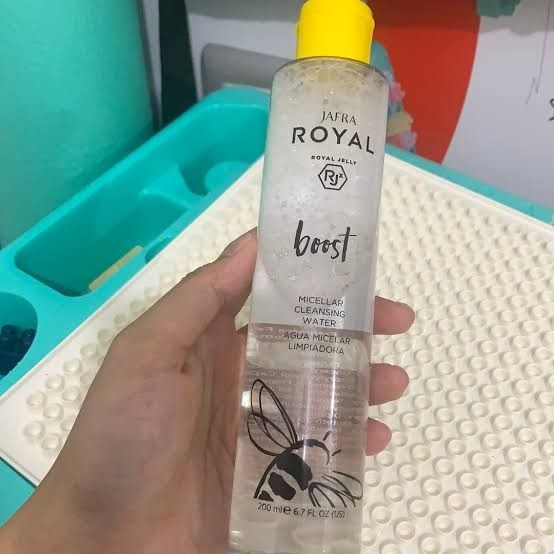 JAFRA
ROYAL
ROYAL JELLY
RJx
boost
MICELLAR
CLEANSING
WATER
AGUA MICELAR
LIMPIADORA
200 ml e 6.7 FL OZ (US)